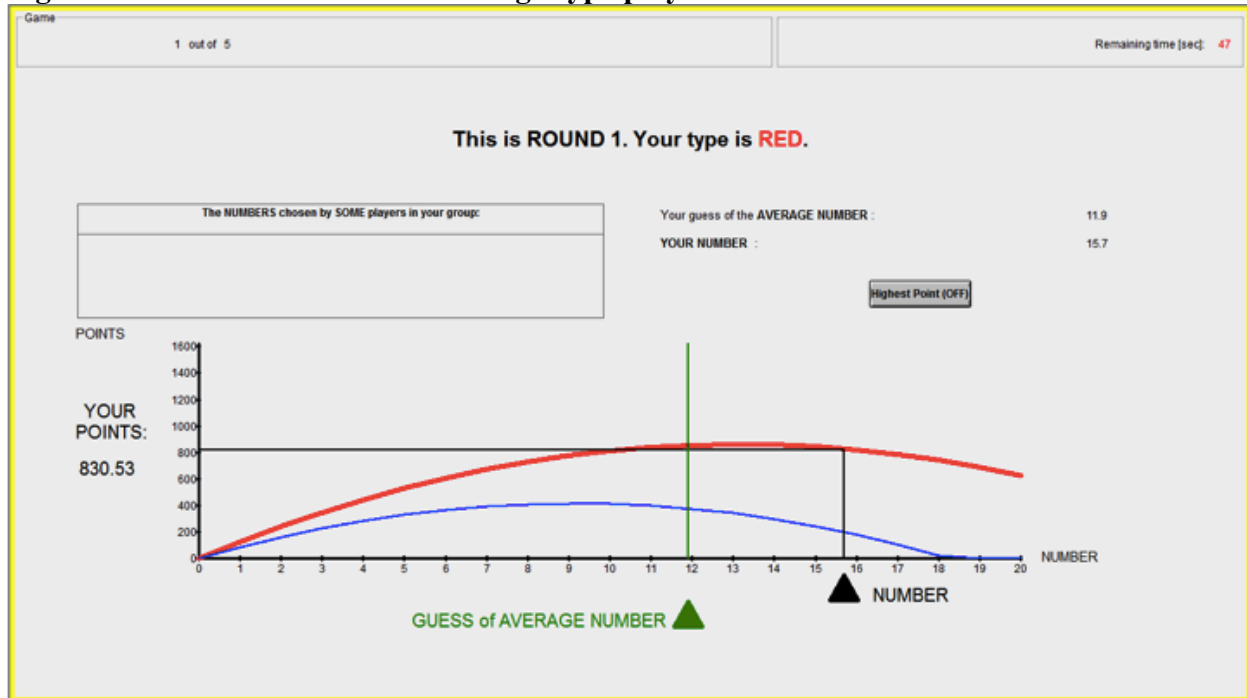 Game
1 out of 5
Remaining time [sec]: 47
This is ROUND 1. Your type is RED.
The NUMBERS chosen by SOME players in your group:
Your guess of the AVERAGE NUMBER : 11.9
YOUR NUMBER : 15.7
Highest Point (OFF)
POINTS
1600
1400
1200
1000
800
600
400
200
0
YOUR
POINTS:
830.53
0 1 2 3 4 5 6 7 8 9 10 11 12 13 14 15 16 17 18 19 20
NUMBER
NUMBER
GUESS of AVERAGE NUMBER